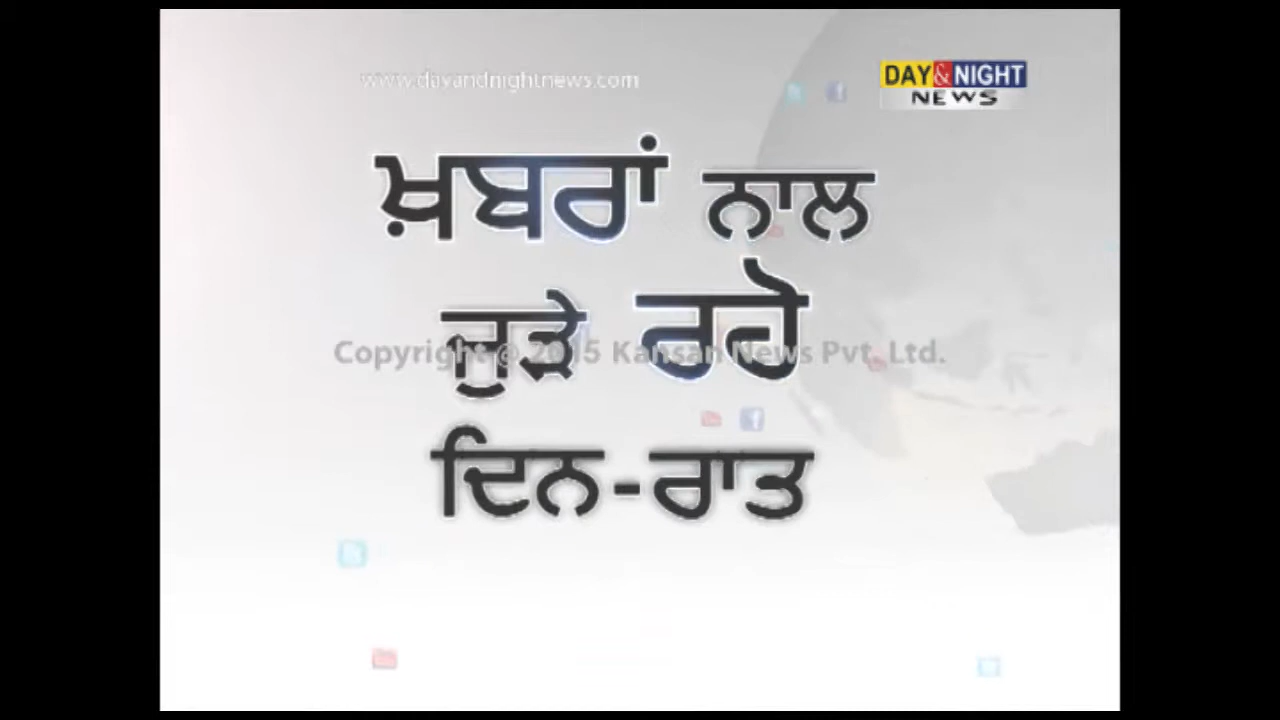 www.dayandnightnews.com
DAY&NIGHT
NEWS
ਖ਼ਬਰਾਂ ਨਾਲ
ਜੁੜੇ ਰਹੋ
Copyright @ 2015 Kansan News Pvt. Ltd.
ਦਿਨ-ਰਾਤ